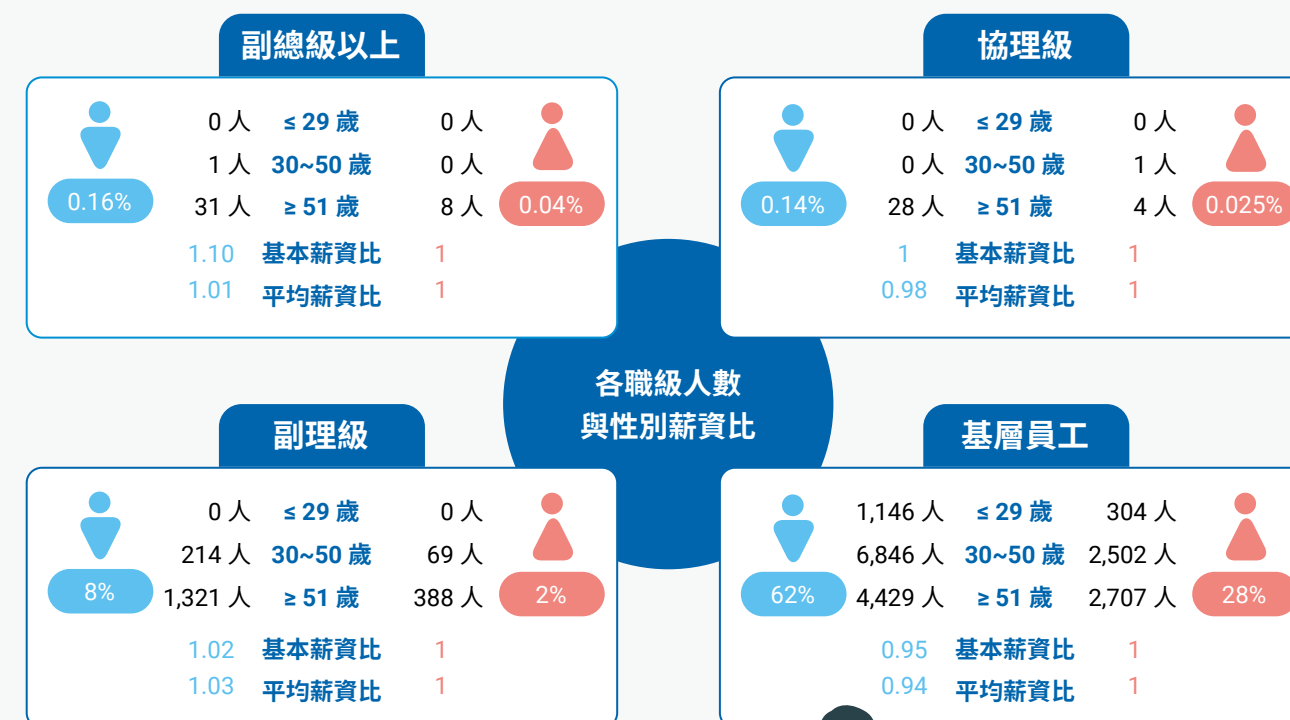 副總級以上
0 人 ≤ 29 歲 0 人
1 人 30~50 歲 0 人
0.16% 31 人 ≥ 51 歲 8 人 0.04%
1.10 基本薪資比 1
1.01 平均薪資比 1
協理級
0 人 ≤ 29 歲 0 人
0 人 30~50 歲 1 人
0.14% 28 人 ≥ 51 歲 4 人 0.025%
1 基本薪資比 1
0.98 平均薪資比 1
各職級人數
與性別薪資比
副理級
0 人 ≤ 29 歲 0 人
214 人 30~50 歲 69 人
8% 1,321 人 ≥ 51 歲 388 人 2%
1.02 基本薪資比 1
1.03 平均薪資比 1
基層員工
1,146 人 ≤ 29 歲 304 人
6,846 人 30~50 歲 2,502 人
62% 4,429 人 ≥ 51 歲 2,707 人 28%
0.95 基本薪資比 1
0.94 平均薪資比 1